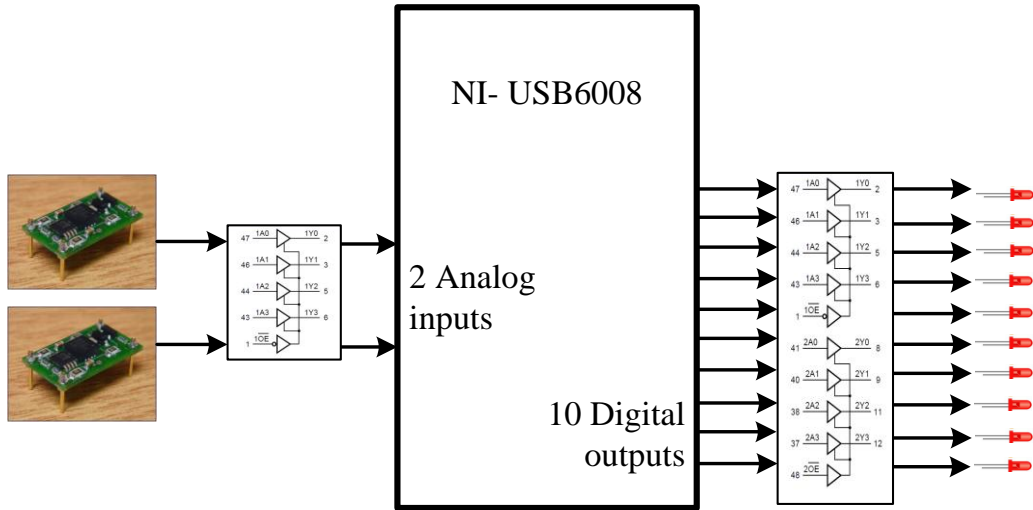 NI- USB6008
2 Analog
inputs
10 Digital
outputs
47 1A0 1Y0 2
46 1A1 1Y1 3
44 1A2 1Y2 5
43 1A3 1Y3 6
1 1OE
47 1A0 1Y0 2
46 1A1 1Y1 3
44 1A2 1Y2 5
43 1A3 1Y3 6
1 1OE
41 2A0 2Y0 8
40 2A1 2Y1 9
38 2A2 2Y2 11
37 2A3 2Y3 12
48 2OE